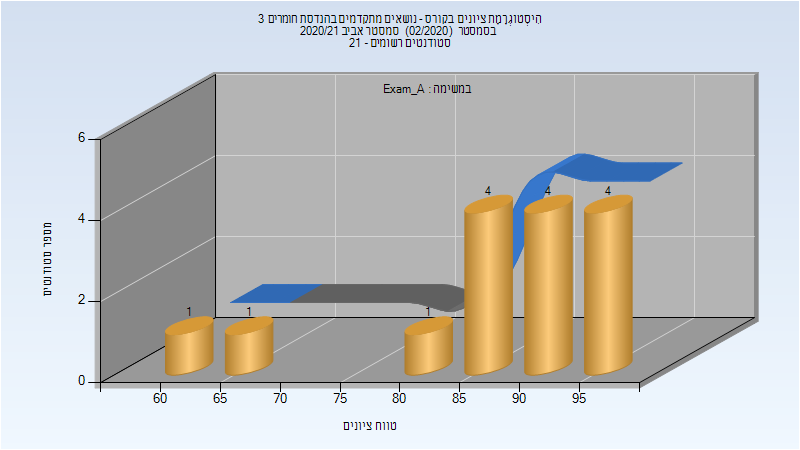 היסטוגרמת ציונים בקורס - נושאים מתקדמים בהנדסת חומרים 3
בסמסטר (02/2020) סמסטר אביב 2020/21
סטודנטים רשומים - 21
במשימה : Exam_A
מספר סטודנטים
6
4
2
0
1
1
1
4
4
4
60 65 70 75 80 85 90 95
טווח ציונים